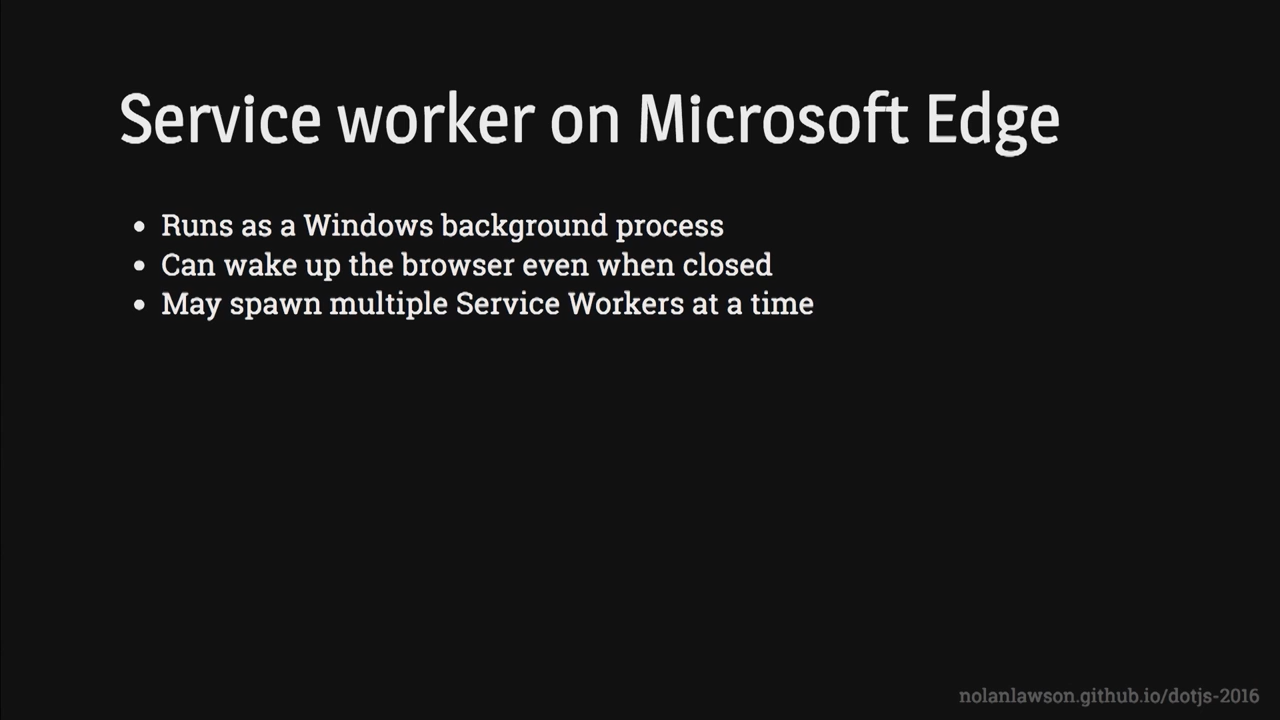 Service worker on Microsoft Edge
Runs as a Windows background process
Can wake up the browser even when closed
May spawn multiple Service Workers at a time
nolanlawson.github.io/dotjs-2016